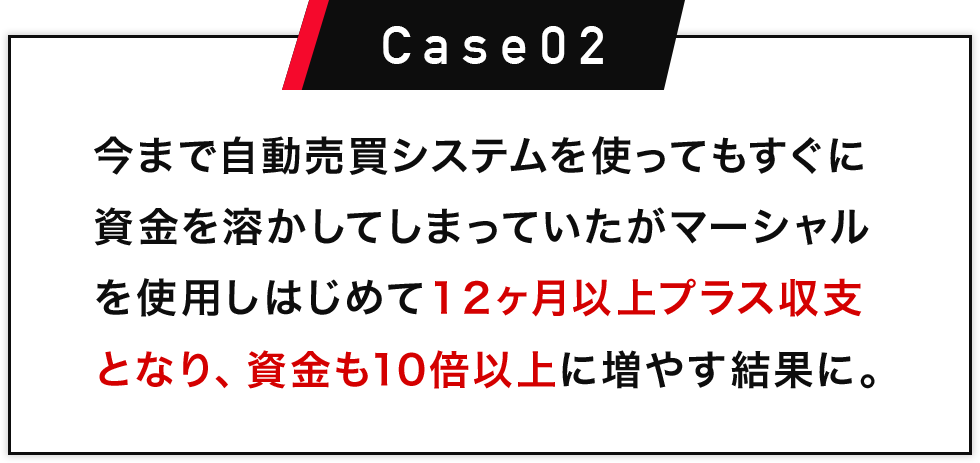 Case02
今まで自動売買システムを使ってもすぐに
資金を溶かしてしまっていたがマーシャル
を使用しはじめて12ヶ月以上プラス収支
となり、資金も10倍以上に増やす結果に。